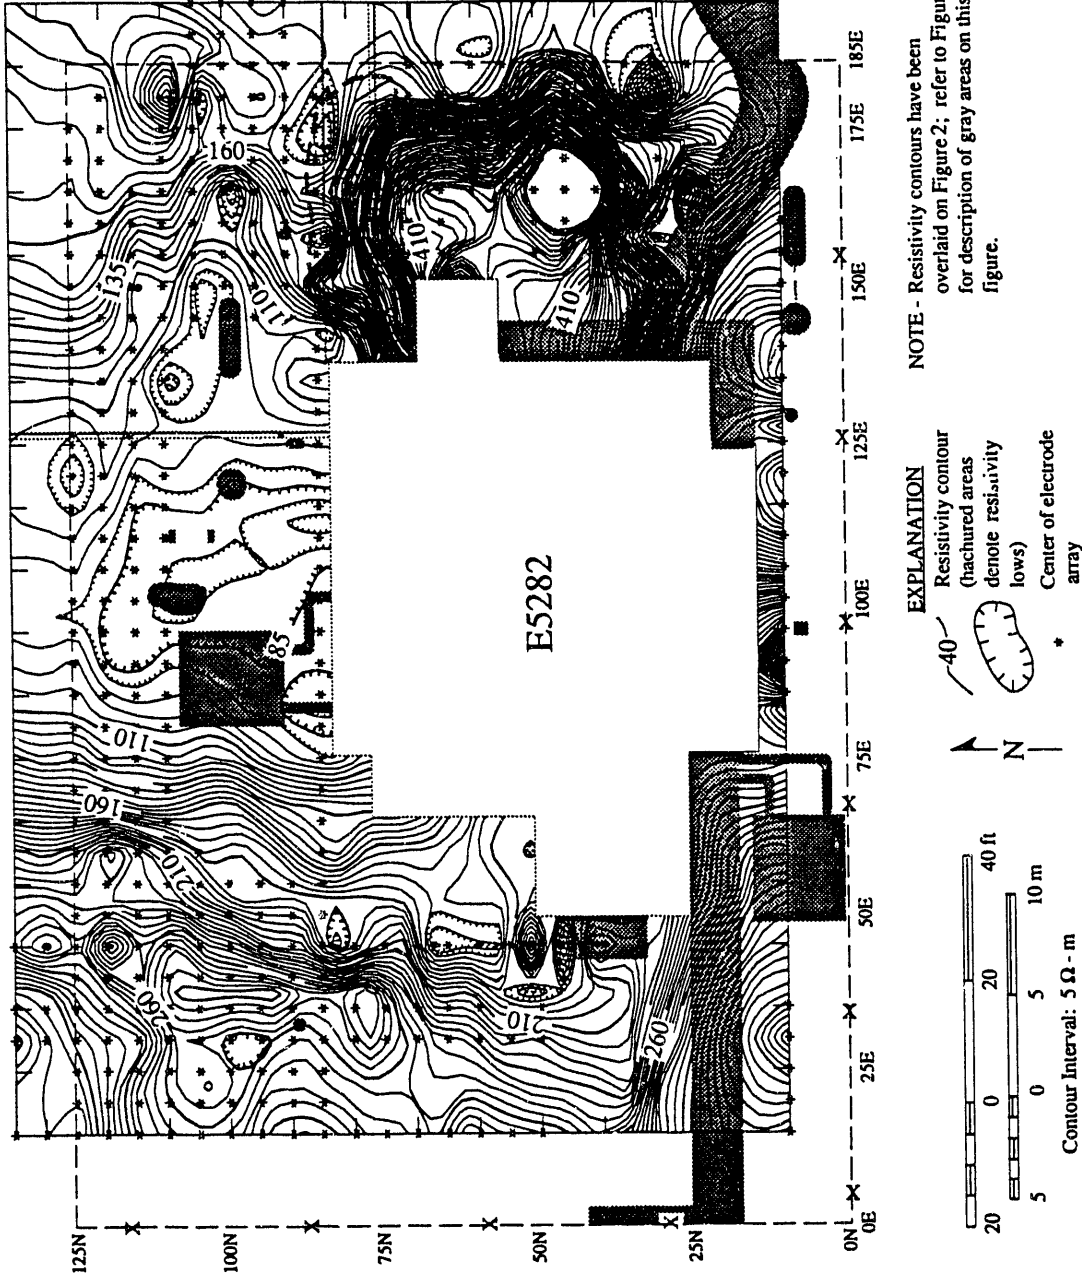 160
135
110
410
410
E5282
85
110
160
210
260
210
260
125N
100N
75N
50N
25N
0N
0E
25E
50E
75E
100E
125E
150E
175E
185E
NOTE - Resistivity contours have been
overlaid on Figure 2; refer to Figur
for description of gray areas on this
figure.
EXPLANATION
40
Resistivity contour
(hachured areas
denote resistivity
lows)
*
Center of electrode
array
N
20 0 20 40 ft
5 0 5 10 m
Contour Interval: 5 Ω - m